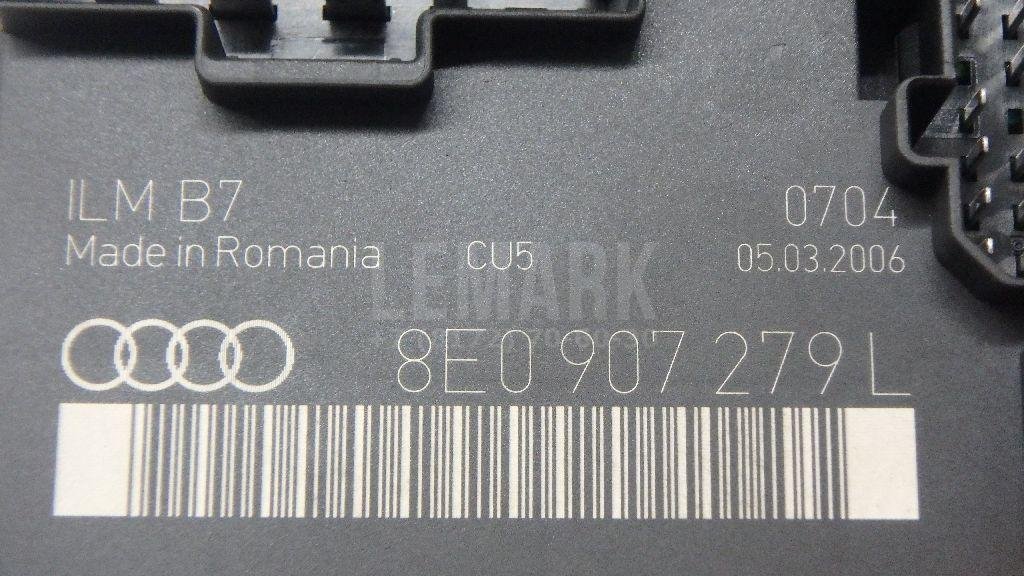 ILM B7 0704
Made in Romania CU5 05.03.2006
LEMARK
8E0 907 279 L